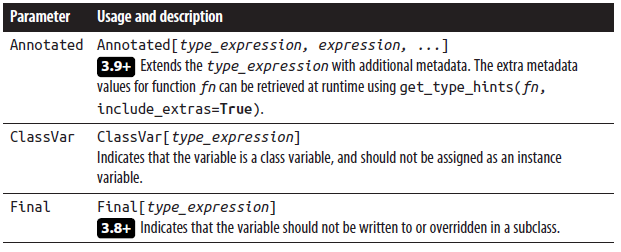 Parameter Usage and description
Annotated Annotated[type_expression, expression, ...]
3.9+ Extends the type_expression with additional metadata. The extra metadata
values for function fn can be retrieved at runtime using get_type_hints(fn,
include_extras=True).
ClassVar ClassVar[type_expression]
Indicates that the variable is a class variable, and should not be assigned as an instance
variable.
Final Final[type_expression]
3.8+ Indicates that the variable should not be written to or overridden in a subclass.